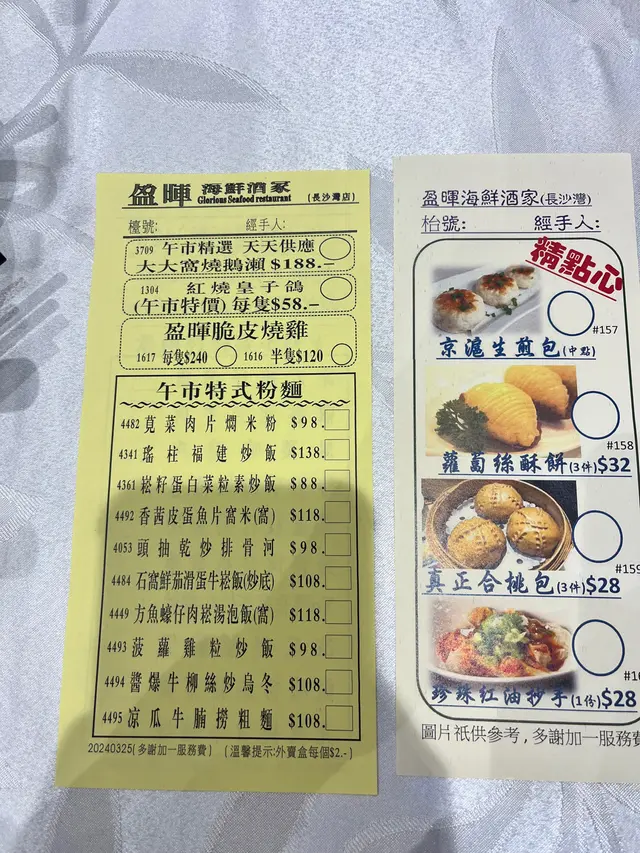 盈暉 海鮮酒家
Glorious Seafood restaurant
(長沙灣店)
檯號: 經手人:
3709 午市精選 天天供應
大大窩燒鵝瀨 $188.-
1304 紅燒皇子鴿
(午市特價) 每隻$58.-
盈暉脆皮燒雞
1617 每隻$240 1616 半隻$120
午市特式粉麵
4482 莧菜肉片燜米粉 $98.
4341 瑤柱福建炒飯 $138.
4361 崧籽蛋白菜粒素炒飯 $88.
4492 香茜皮蛋魚片窩米(窩) $118.
4053 頭抽乾炒排骨河 $98.
4484 石窩鮮茄滑蛋牛崧飯(炒底) $108.
4449 方魚蠔仔肉崧湯泡飯(窩) $118.
4493 菠蘿雞粒炒飯 $98.
4494 醬爆牛柳絲炒烏冬 $108.
4495 凉瓜牛腩撈粗麵 $108.
20240325(多謝加一服務費) (溫馨提示:外賣盒每個$2.-)
盈暉海鮮酒家(長沙灣)
枱號: 經手人:
精點心
#157
京滬生煎包(中點)
#158
蘿蔔絲酥餅(3件)$32
#159
真正合桃包(3件)$28
珍珠紅油抄手(1份)$28
圖片祇供參考,多謝加一服務費